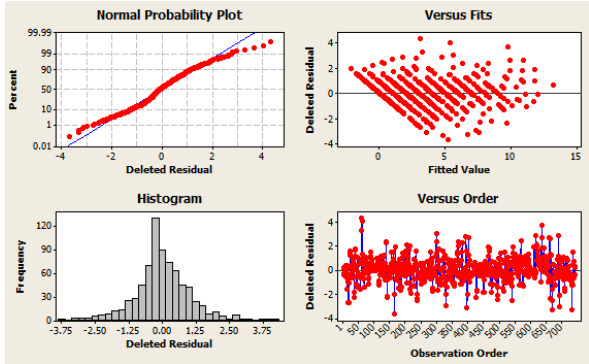 Normal Probability Plot
99.99
99
90
50
10
1
0.01
Percent
-4 -2 0 2 4
Deleted Residual
Versus Fits
4
2
0
-2
-4
Deleted Residual
0 5 10 15
Fitted Value
Histogram
120
90
60
30
0
Frequency
-3.75 -2.50 -1.25 0.00 1.25 2.50 3.75
Deleted Residual
Versus Order
4
2
0
-2
-4
Deleted Residual
1 50 100 150 200 250 300 350 400 450 500 550 600 650 700
Observation Order